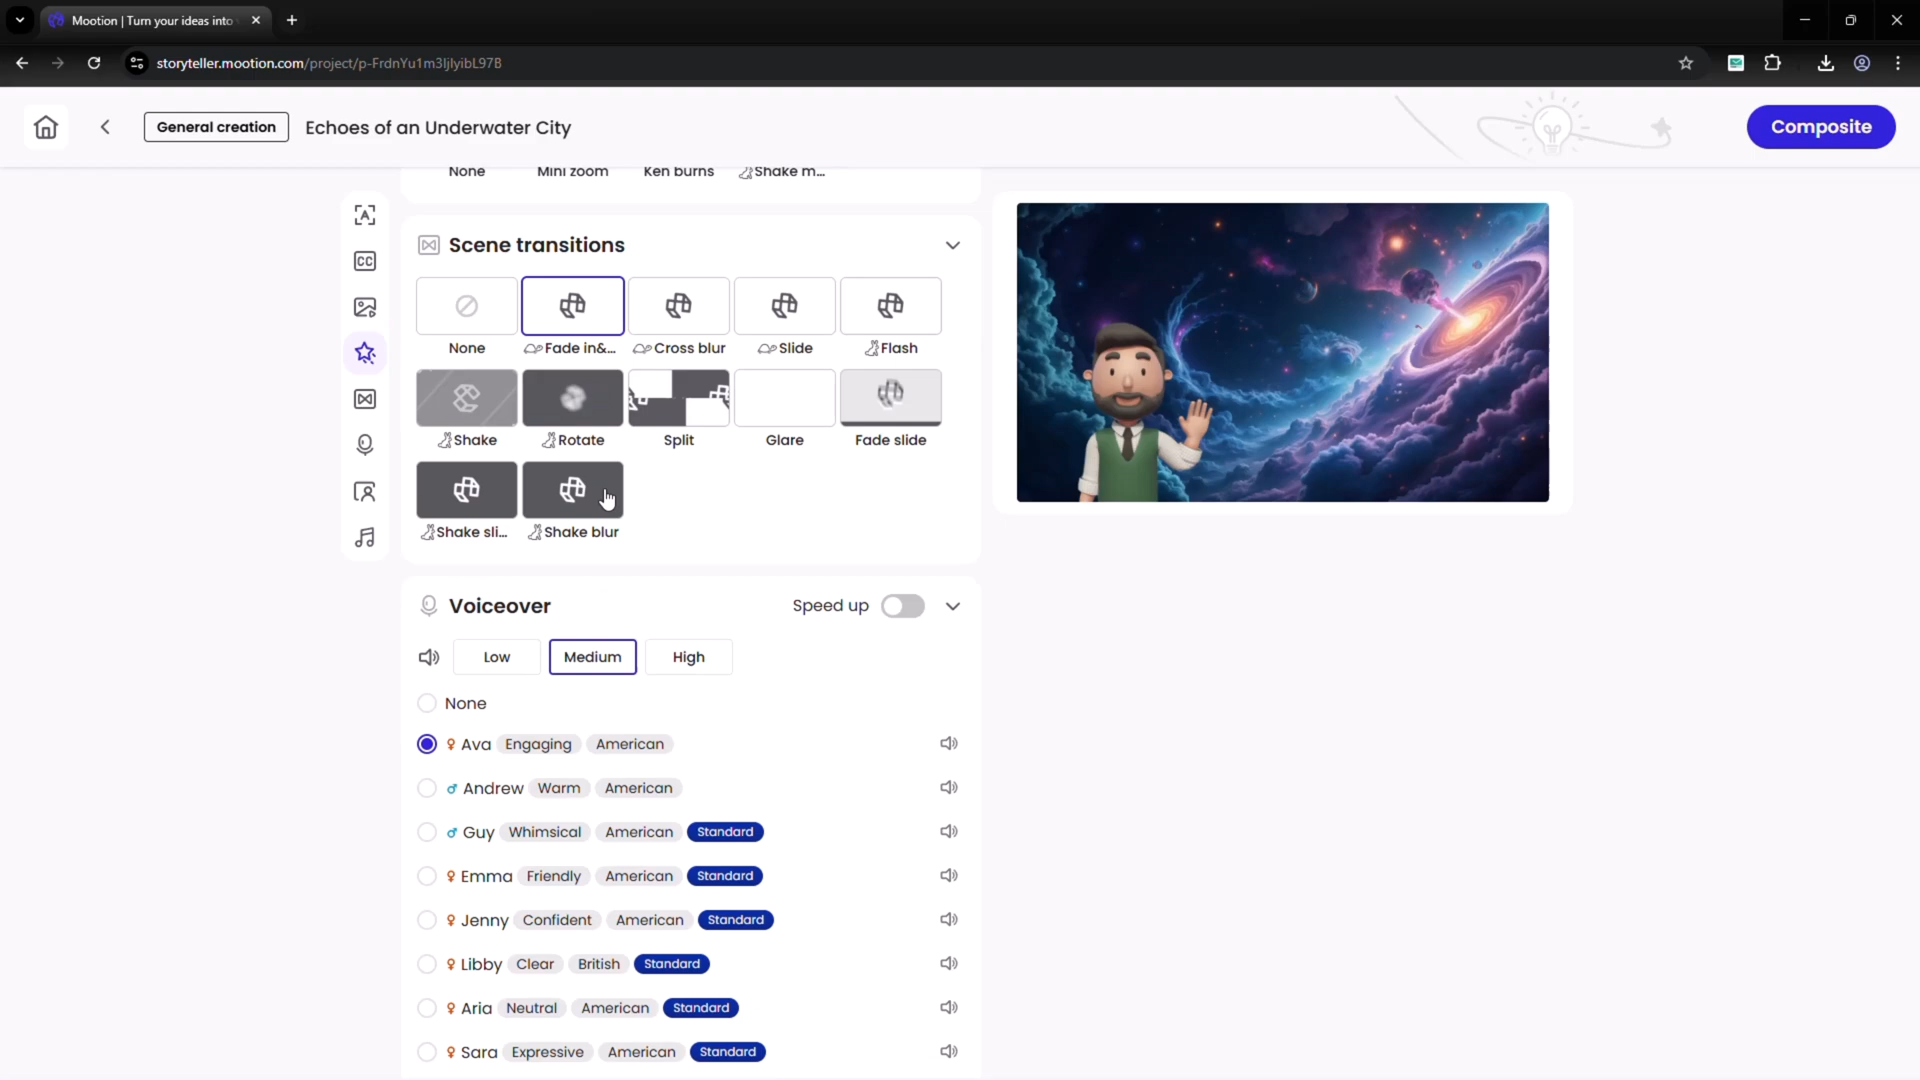 Mootion | Turn your ideas into
storyteller.mootion.com/project/p-FrdnYu1m3IjIyibL97B
General creation
Echoes of an Underwater City
Composite
None
Mini zoom
Ken burns
Shake m...
Scene transitions
None
Fade in&...
Cross blur
Slide
Flash
Shake
Rotate
Split
Glare
Fade slide
Shake sli...
Shake blur
Voiceover
Speed up
Low
Medium
High
None
Ava Engaging American
Andrew Warm American
Guy Whimsical American Standard
Emma Friendly American Standard
Jenny Confident American Standard
Libby Clear British Standard
Aria Neutral American Standard
Sara Expressive American Standard
A
CC